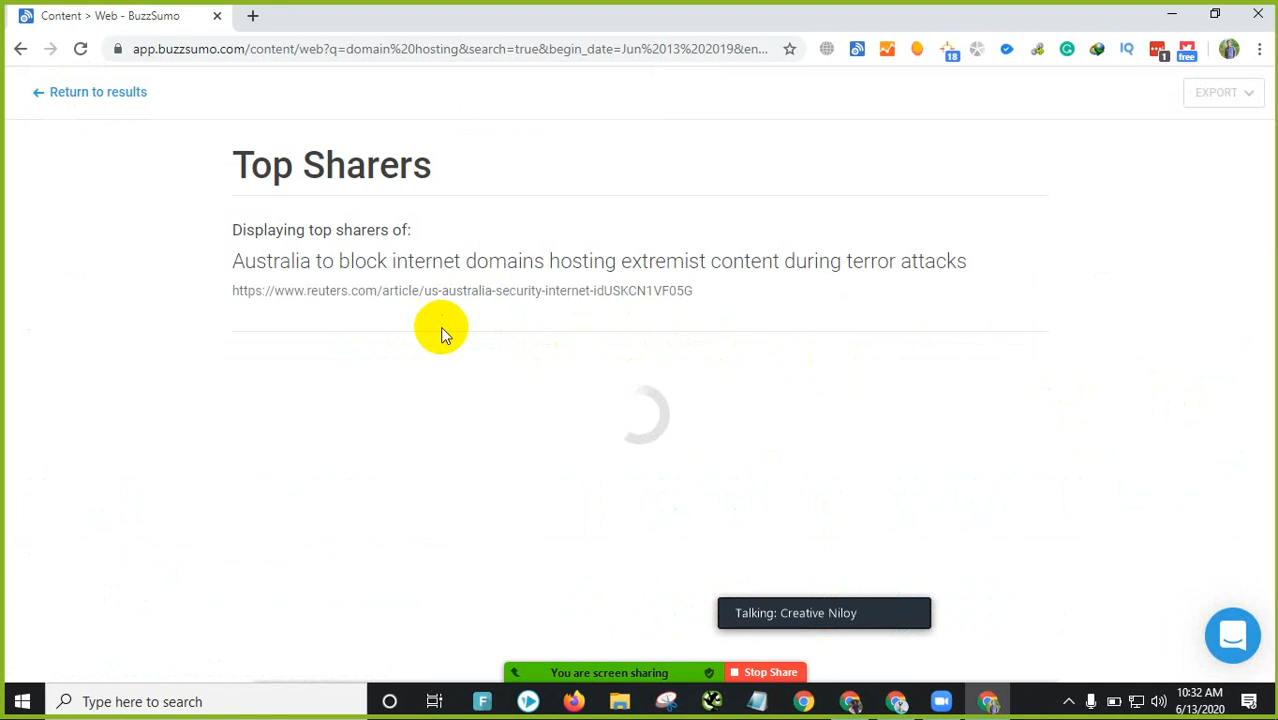 Content > Web - BuzzSumo
app.buzzsumo.com/content/web?q=domain%20hosting&search=true&begin_date=Jun%2013%202019&en...
18
1
free
Return to results
EXPORT
Top Sharers
Displaying top sharers of:
Australia to block internet domains hosting extremist content during terror attacks
https://www.reuters.com/article/us-australia-security-internet-idUSKCN1VF05G
Talking: Creative Niloy
You are screen sharing
Stop Share
Type here to search
10:32 AM
6/13/2020